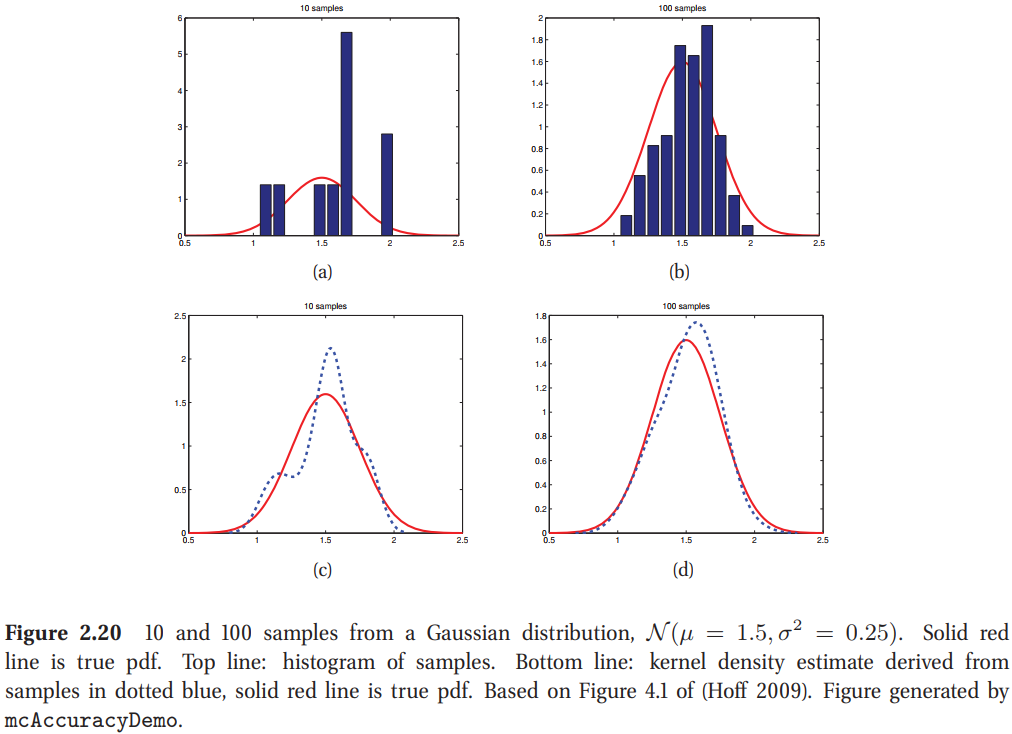 10 samples
6
5
4
3
2
1
0
0.5 1 1.5 2 2.5
(a)
100 samples
2
1.8
1.6
1.4
1.2
1
0.8
0.6
0.4
0.2
0
0.5 1 1.5 2 2.5
(b)
10 samples
2.5
2
1.5
1
0.5
0
0.5 1 1.5 2 2.5
(c)
100 samples
1.8
1.6
1.4
1.2
1
0.8
0.6
0.4
0.2
0
0.5 1 1.5 2 2.5
(d)
Figure 2.20 10 and 100 samples from a Gaussian distribution, 𝒩(μ = 1.5, σ² = 0.25). Solid red
line is true pdf. Top line: histogram of samples. Bottom line: kernel density estimate derived from
samples in dotted blue, solid red line is true pdf. Based on Figure 4.1 of (Hoff 2009). Figure generated by
mcAccuracyDemo.